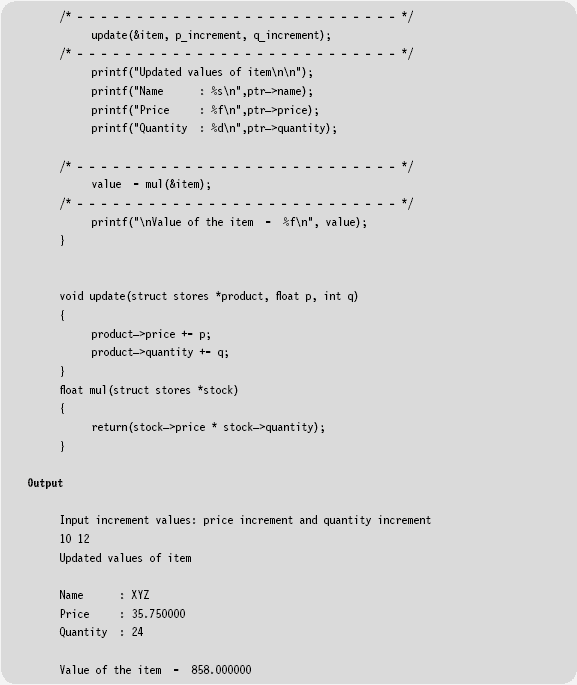 /* - - - - - - - - - - - - - - - - - - - - - - - - - - - */
update(&item, p_increment, q_increment);
/* - - - - - - - - - - - - - - - - - - - - - - - - - - - */
printf("Updated values of item\n\n");
printf("Name      : %s\n",ptr–>name);
printf("Price     : %f\n",ptr–>price);
printf("Quantity  : %d\n",ptr–>quantity);
/* - - - - - - - - - - - - - - - - - - - - - - - - - - - */
value  = mul(&item);
/* - - - - - - - - - - - - - - - - - - - - - - - - - - - */
printf("\nValue of the item  =  %f\n", value);
}
void update(struct stores *product, float p, int q)
{
product–>price += p;
product–>quantity += q;
}
float mul(struct stores *stock)
{
return(stock–>price * stock–>quantity);
}
Output
Input increment values: price increment and quantity increment
10 12
Updated values of item
Name      : XYZ
Price     : 35.750000
Quantity  : 24
Value of the item  =  858.000000